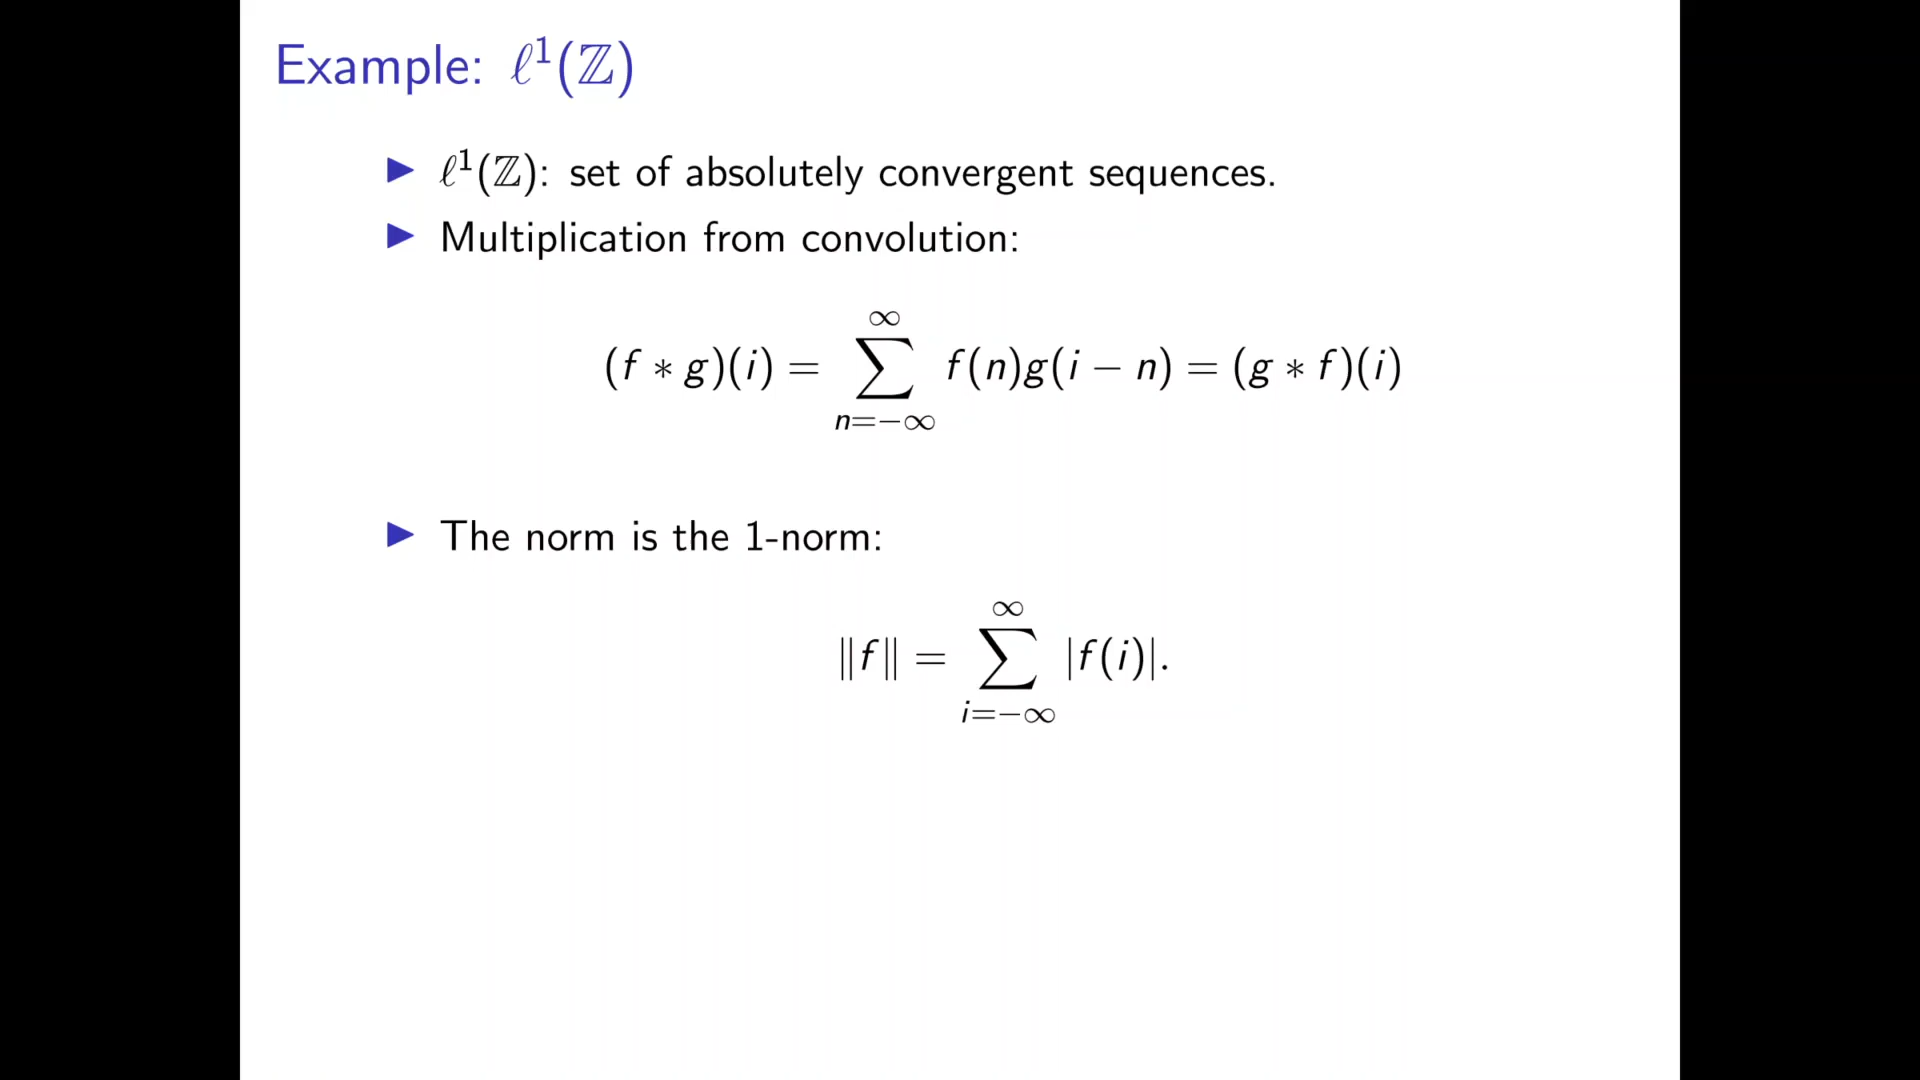 Example: ℓ¹(ℤ)
▶ ℓ¹(ℤ): set of absolutely convergent sequences.
▶ Multiplication from convolution:
(f ∗ g)(i) = ∑_{n=−∞}^{∞} f(n)g(i − n) = (g ∗ f)(i)
▶ The norm is the 1-norm:
‖f‖ = ∑_{i=−∞}^{∞} |f(i)|.